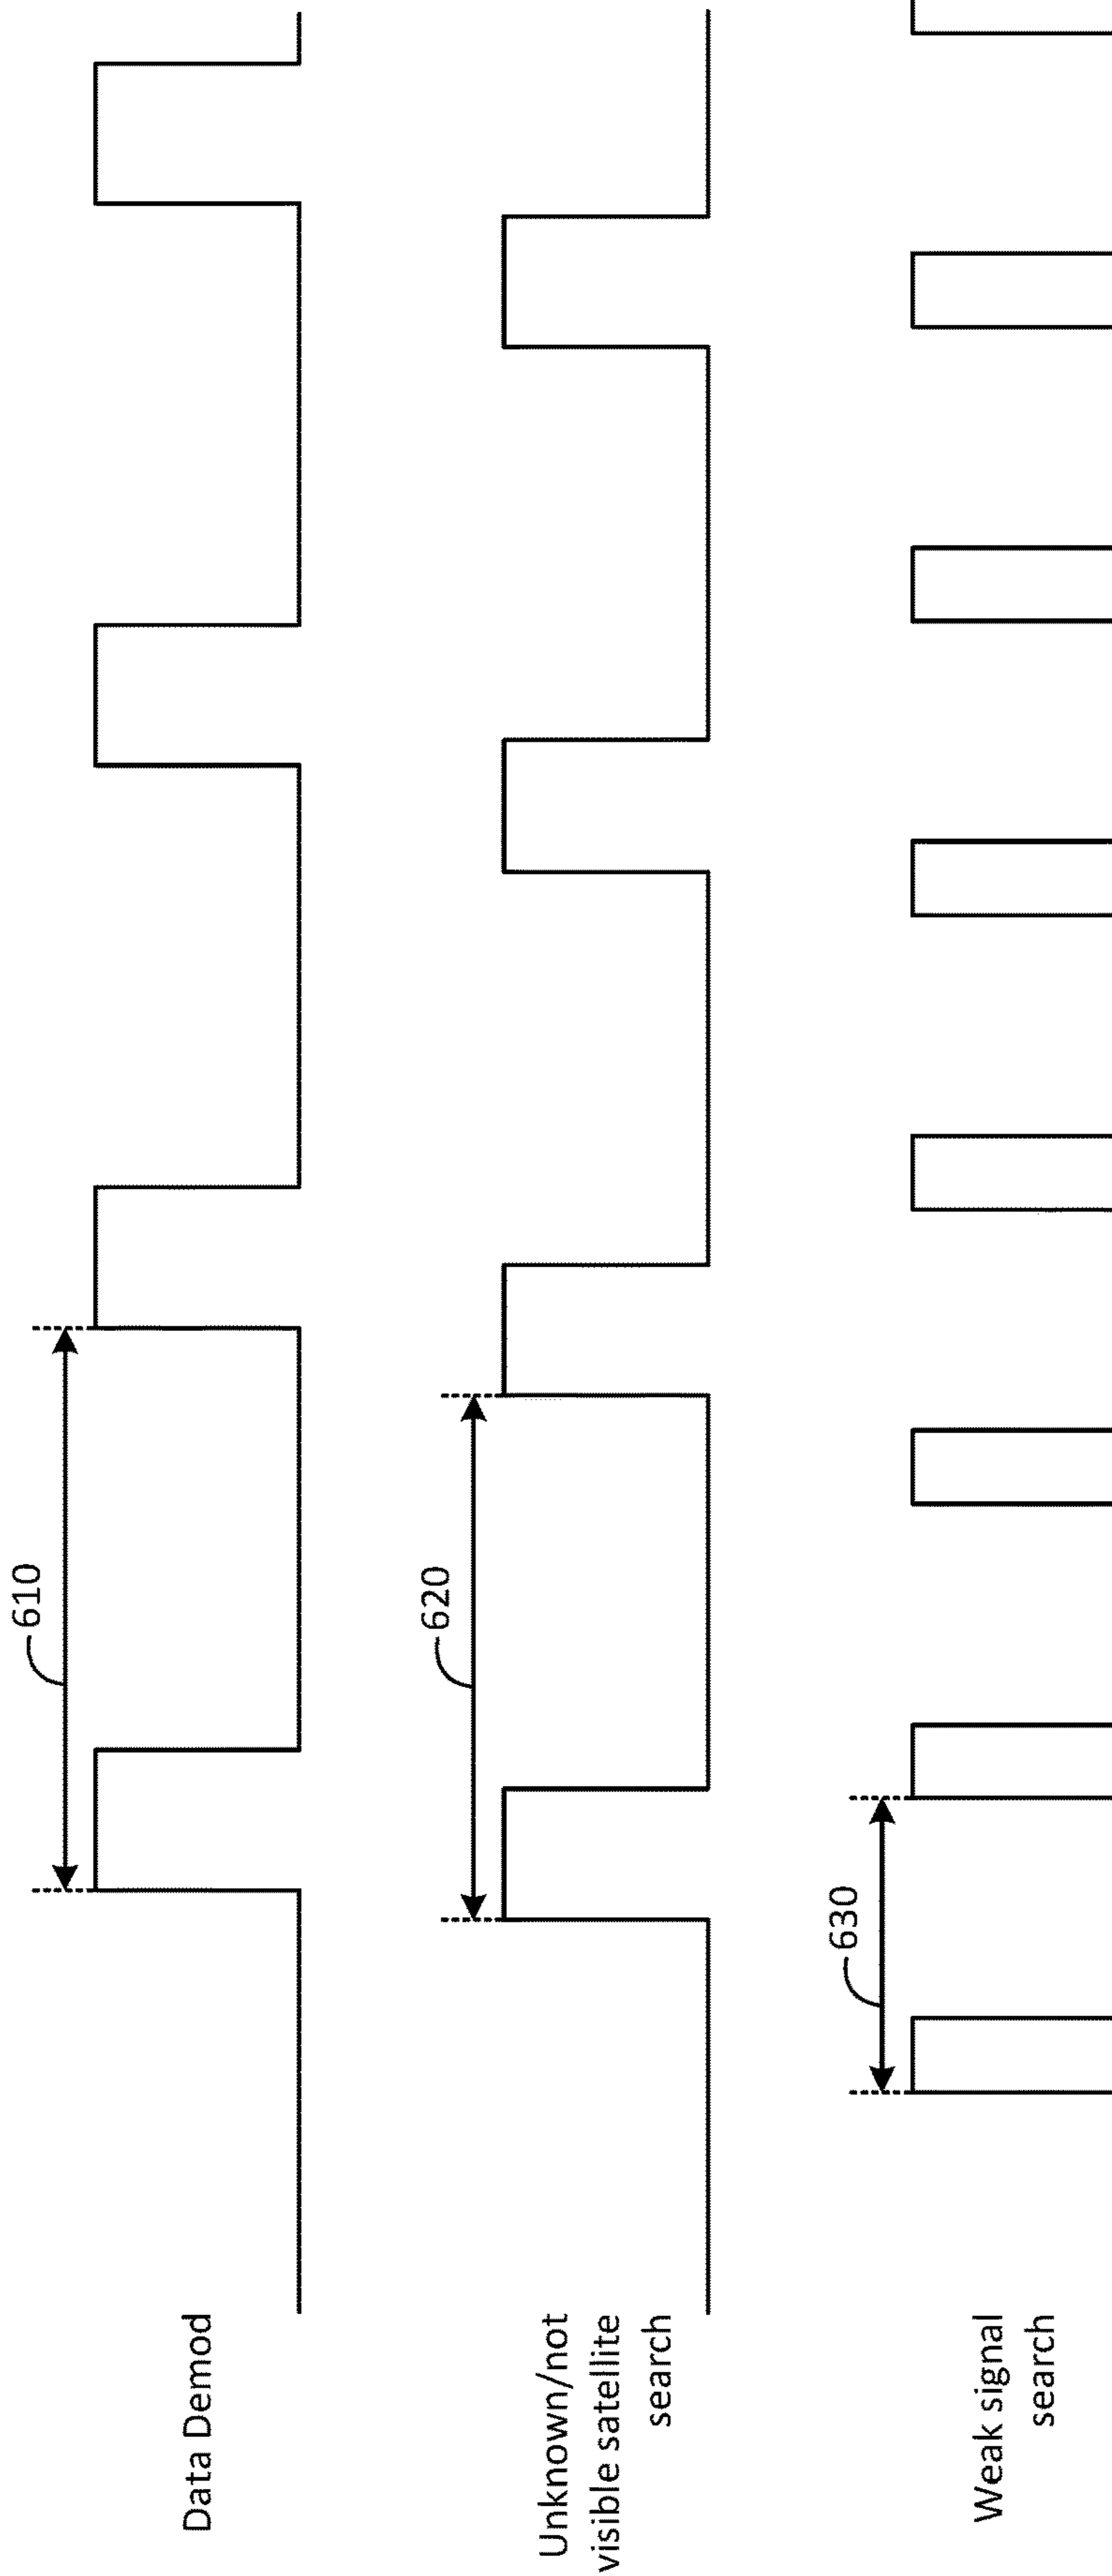 610
Data Demod
620
Unknown/not
visible satellite
search
630
Weak signal
search